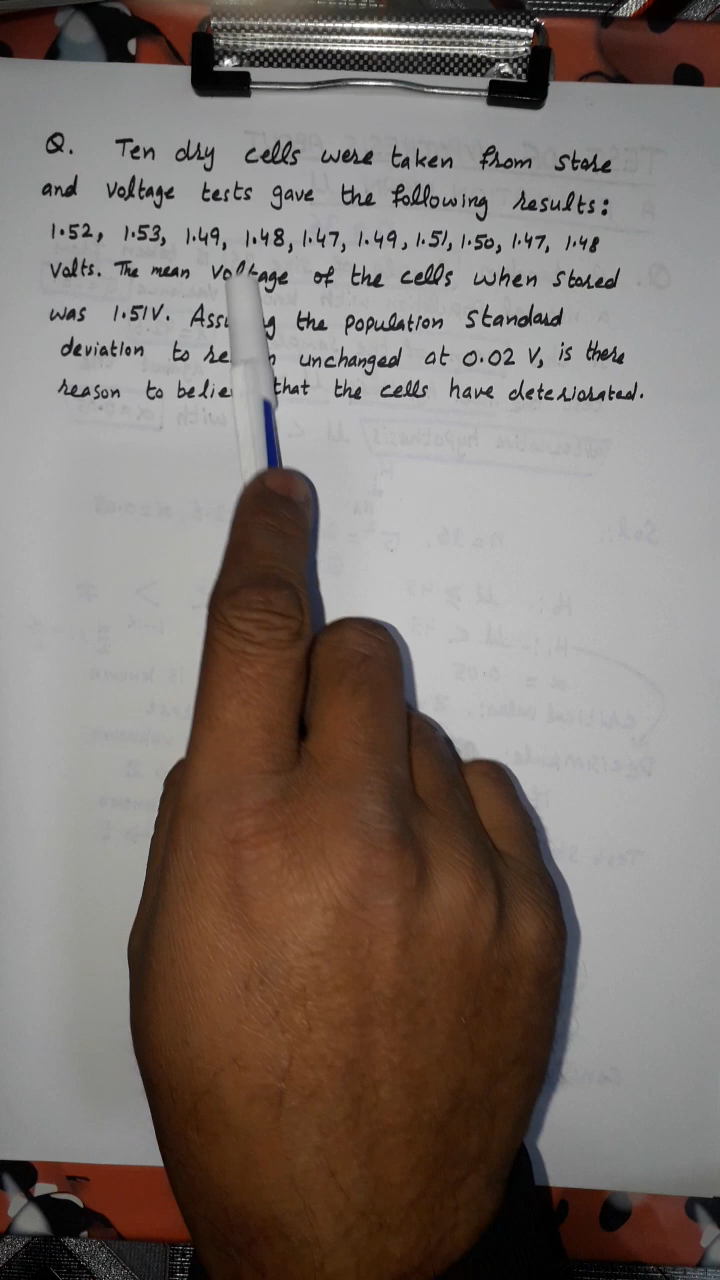 Q. Ten dry cells were taken from store
and voltage tests gave the following results:
1.52, 1.53, 1.49, 1.48, 1.47, 1.49, 1.51, 1.50, 1.47, 1.48
Volts. The mean voltage of the cells when stored
was 1.51V. the population standard
deviation to unchanged at 0.02 V, is there
reason to that the cells have deteriorated.